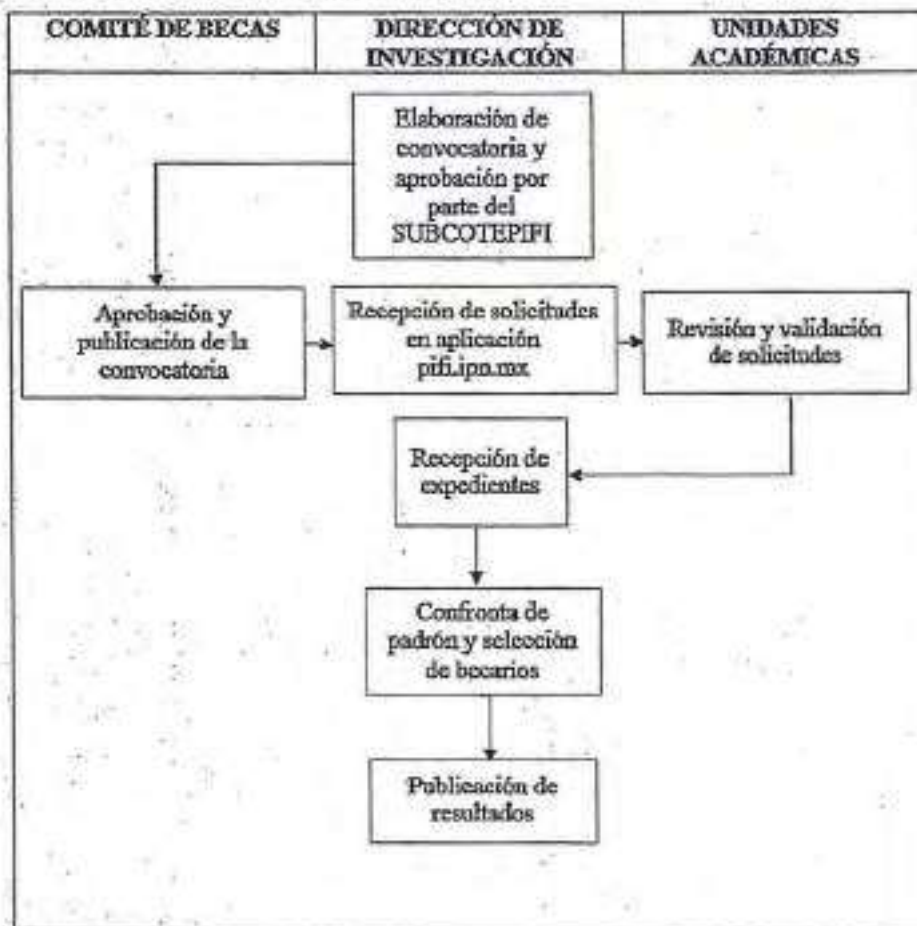 COMITÉ DE BECAS
DIRECCIÓN DE
INVESTIGACIÓN
UNIDADES
ACADÉMICAS
Elaboración de
convocatoria y
aprobación por
parte del
SUBCOTEPIFI
Aprobación y
publicación de la
convocatoria
Recepción de solicitudes
en aplicación
pifi.ipn.mx
Revisión y validación
de solicitudes
Recepción de
expedientes
Confronta de
padrón y selección
de becarios
Publicación de
resultados